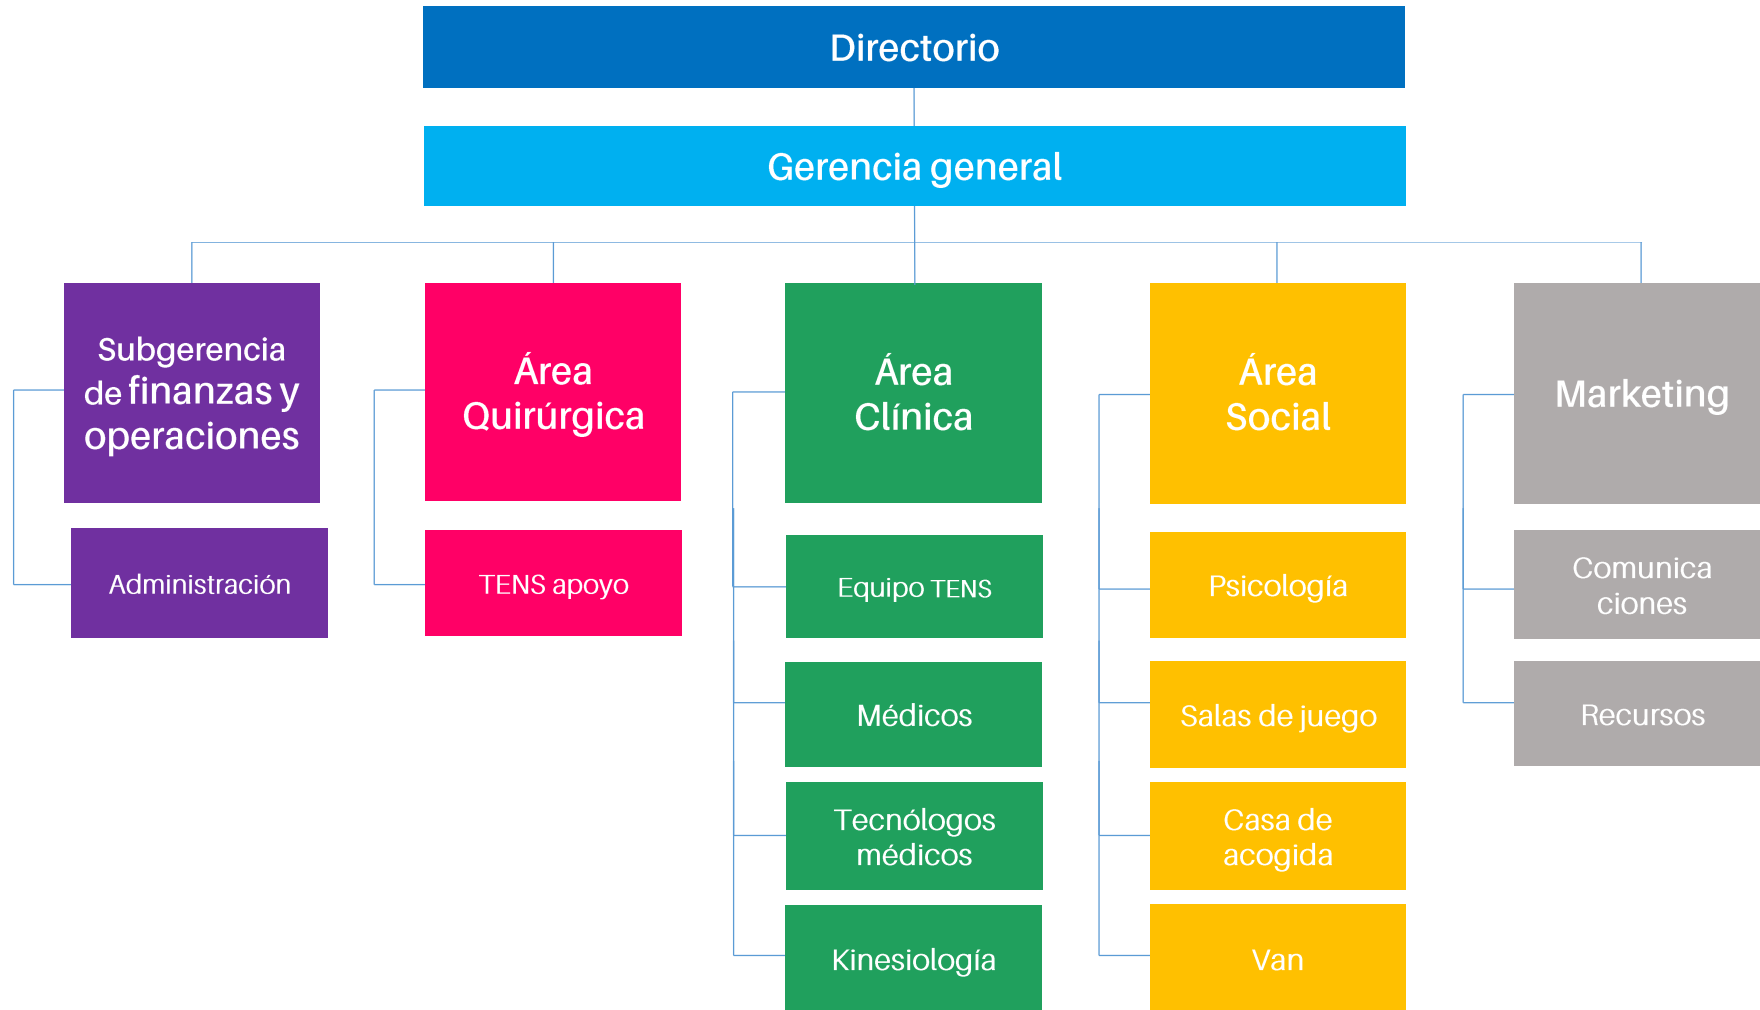 Directorio
Gerencia general
Subgerencia
de finanzas y
operaciones
Área
Quirúrgica
Área
Clínica
Área
Social
Marketing
Administración
TENS apoyo
Equipo TENS
Psicología
Comunica
ciones
Médicos
Salas de juego
Recursos
Tecnólogos
médicos
Casa de
acogida
Kinesiología
Van